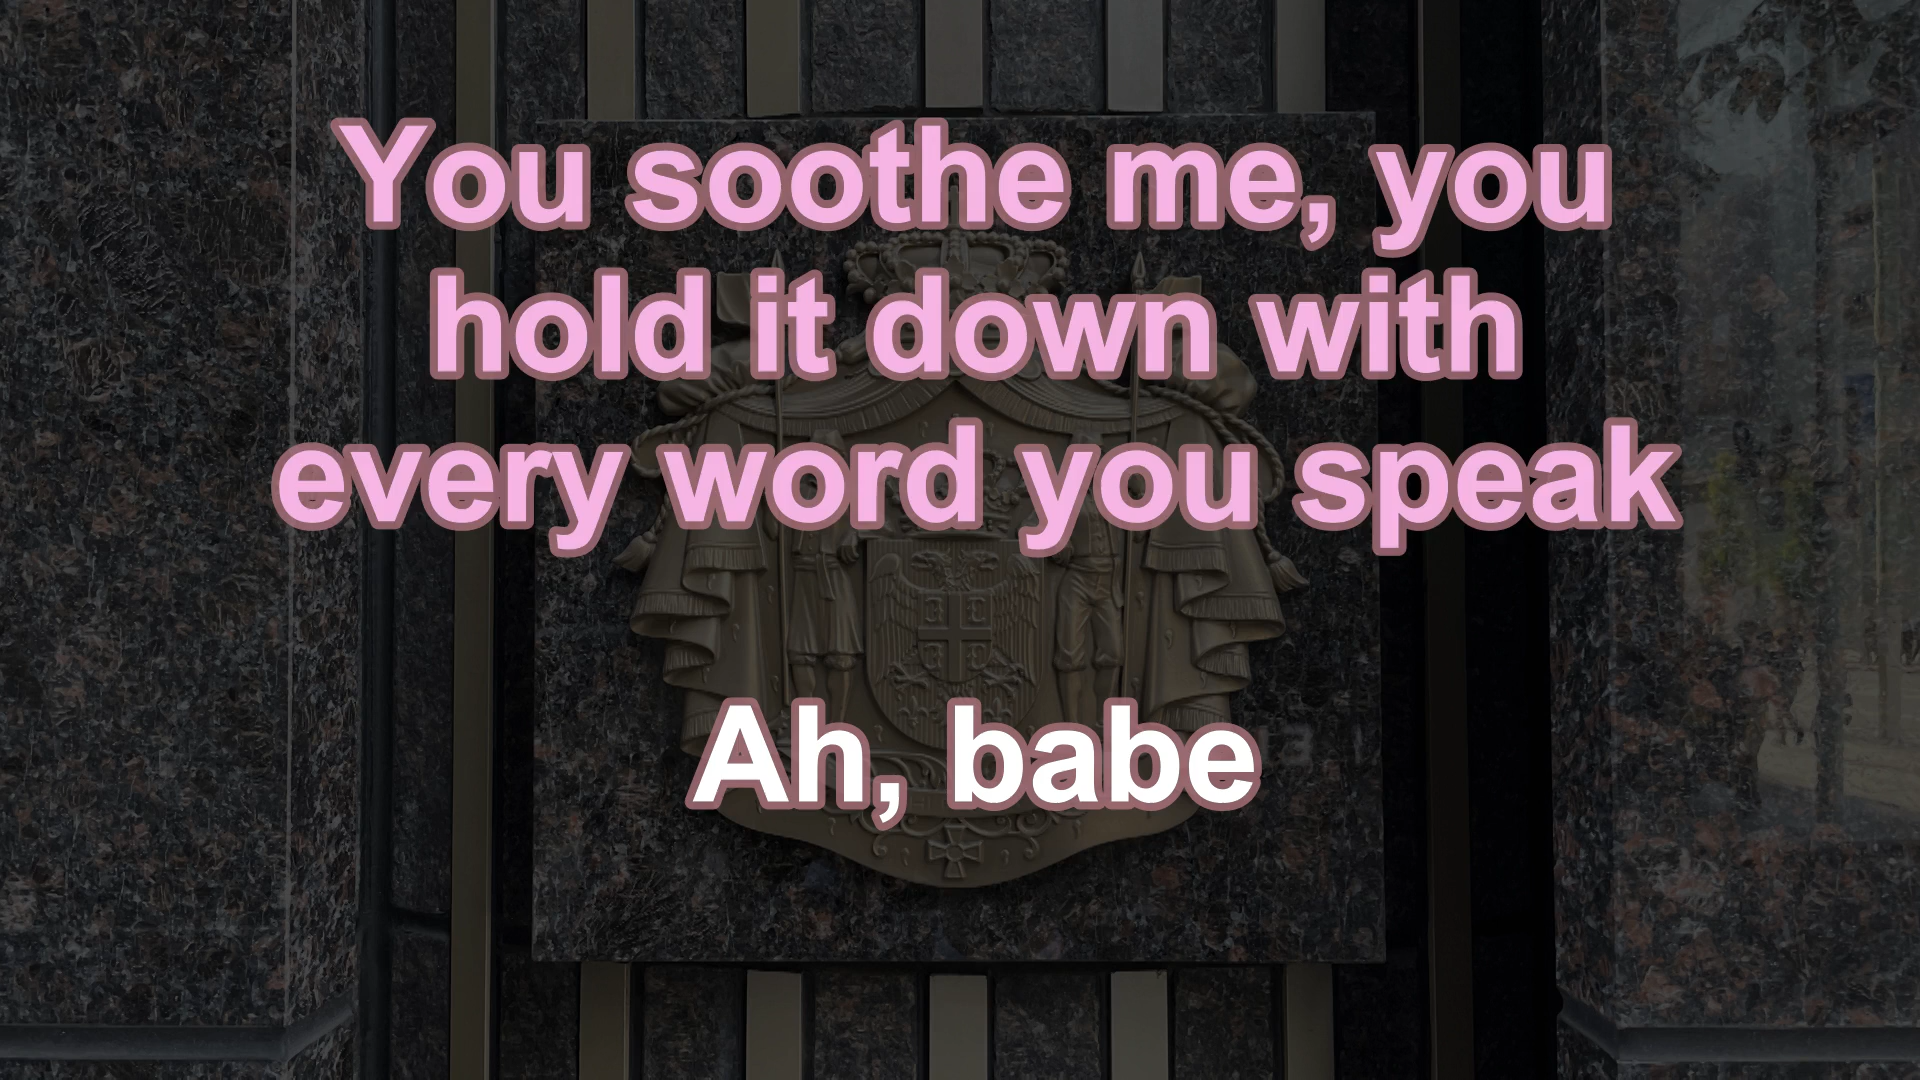 You soothe me, you
hold it down with
every word you speak
Ah, babe